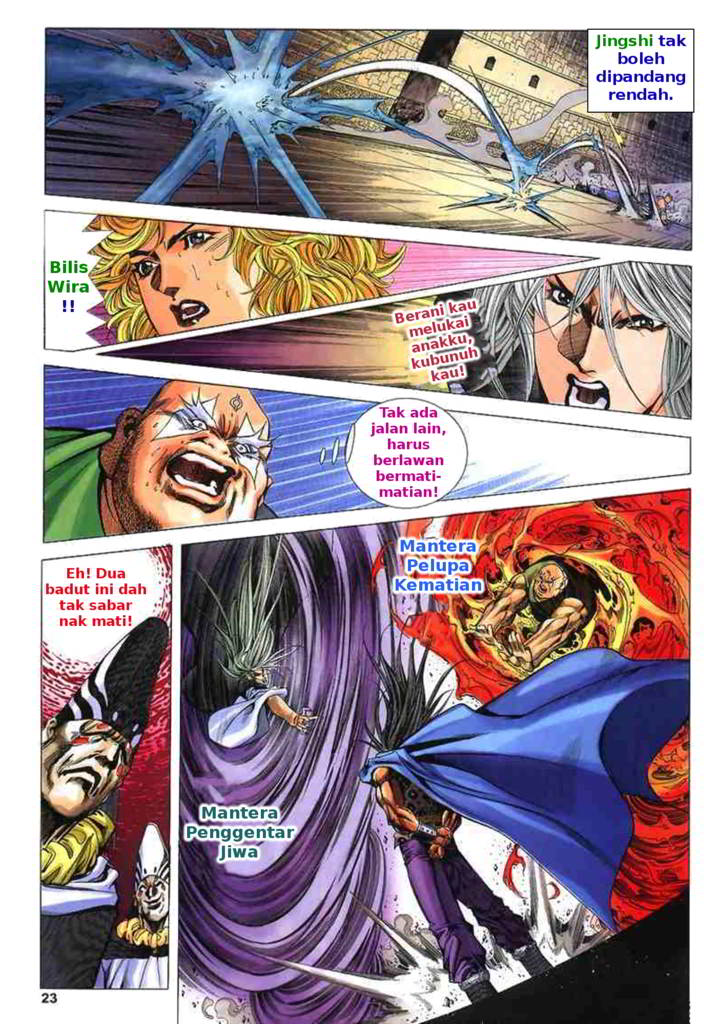 Jingshi tak
boleh
dipandang
rendah.
Bilis
Wira
!!
Berani kau
melukai
anakku,
kubunuh
kau!
Tak ada
jalan lain,
harus
berlawan
bermati-
matian!
Eh! Dua
badut ini dah
tak sabar
nak mati!
Mantera
Pelupa
Kematian
Mantera
Penggentar
Jiwa
23